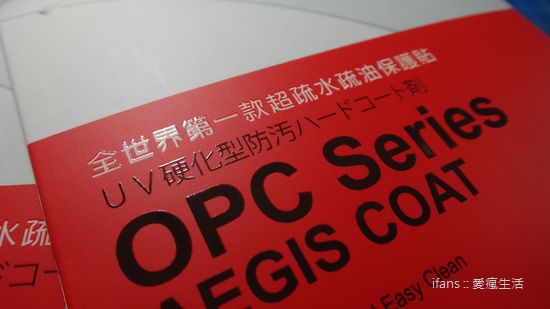 全世界第一款超疏水疏油保護貼
UV硬化型防汚ハードコート剤
OPC Series
AEGIS COAT
Easy Clean
水疏
ードコート
ifans :: 愛瘋生活